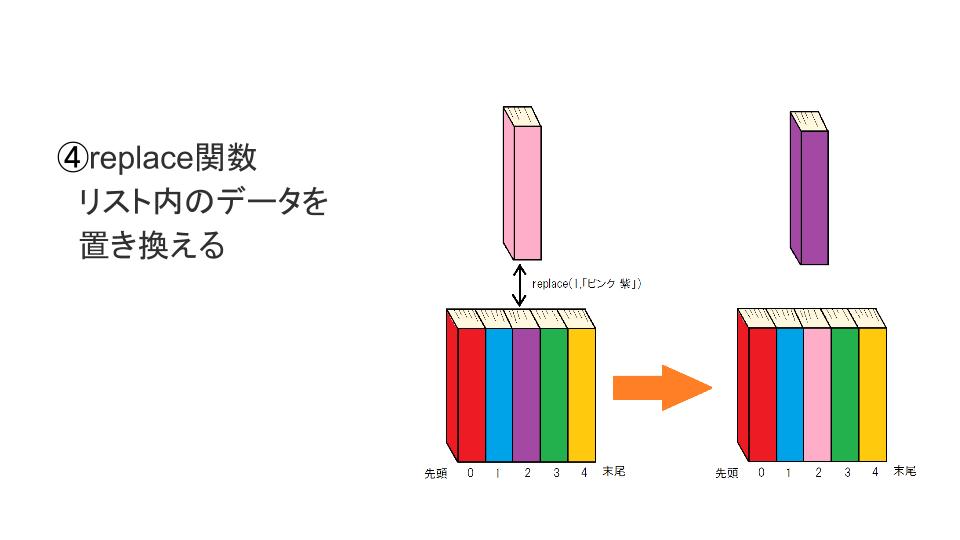 ④replace関数
リスト内のデータを
置き換える
replace(1,「ピンク 紫」)
先頭 0 1 2 3 4 末尾
先頭 0 1 2 3 4 末尾